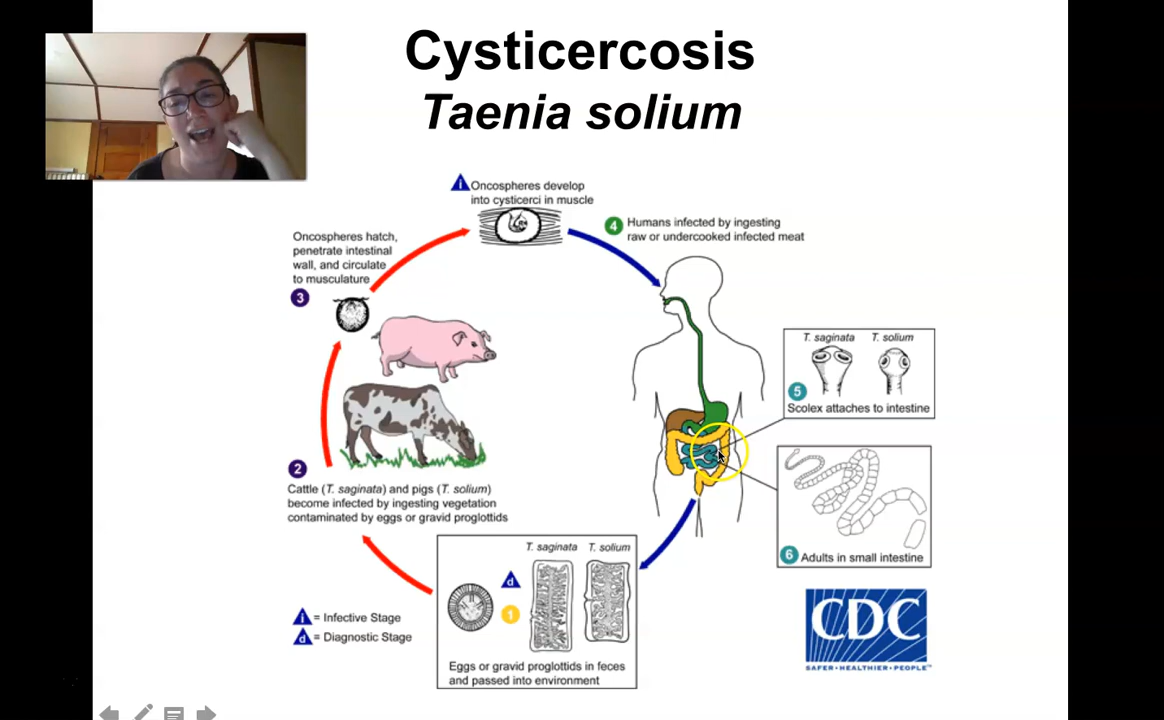 Cysticercosis
Taenia solium
i
Oncospheres develop
into cysticerci in muscle
4
Humans infected by ingesting
raw or undercooked infected meat
Oncospheres hatch,
penetrate intestinal
wall, and circulate
to musculature
3
T. saginata T. solium
5
Scolex attaches to intestine
2
Cattle (T. saginata) and pigs (T. solium)
become infected by ingesting vegetation
contaminated by eggs or gravid proglottids
6 Adults in small intestine
T. saginata T. solium
d
1
Eggs or gravid proglottids in feces
and passed into environment
i = Infective Stage
d = Diagnostic Stage
CDC
SAFER•HEALTHIER•PEOPLE™